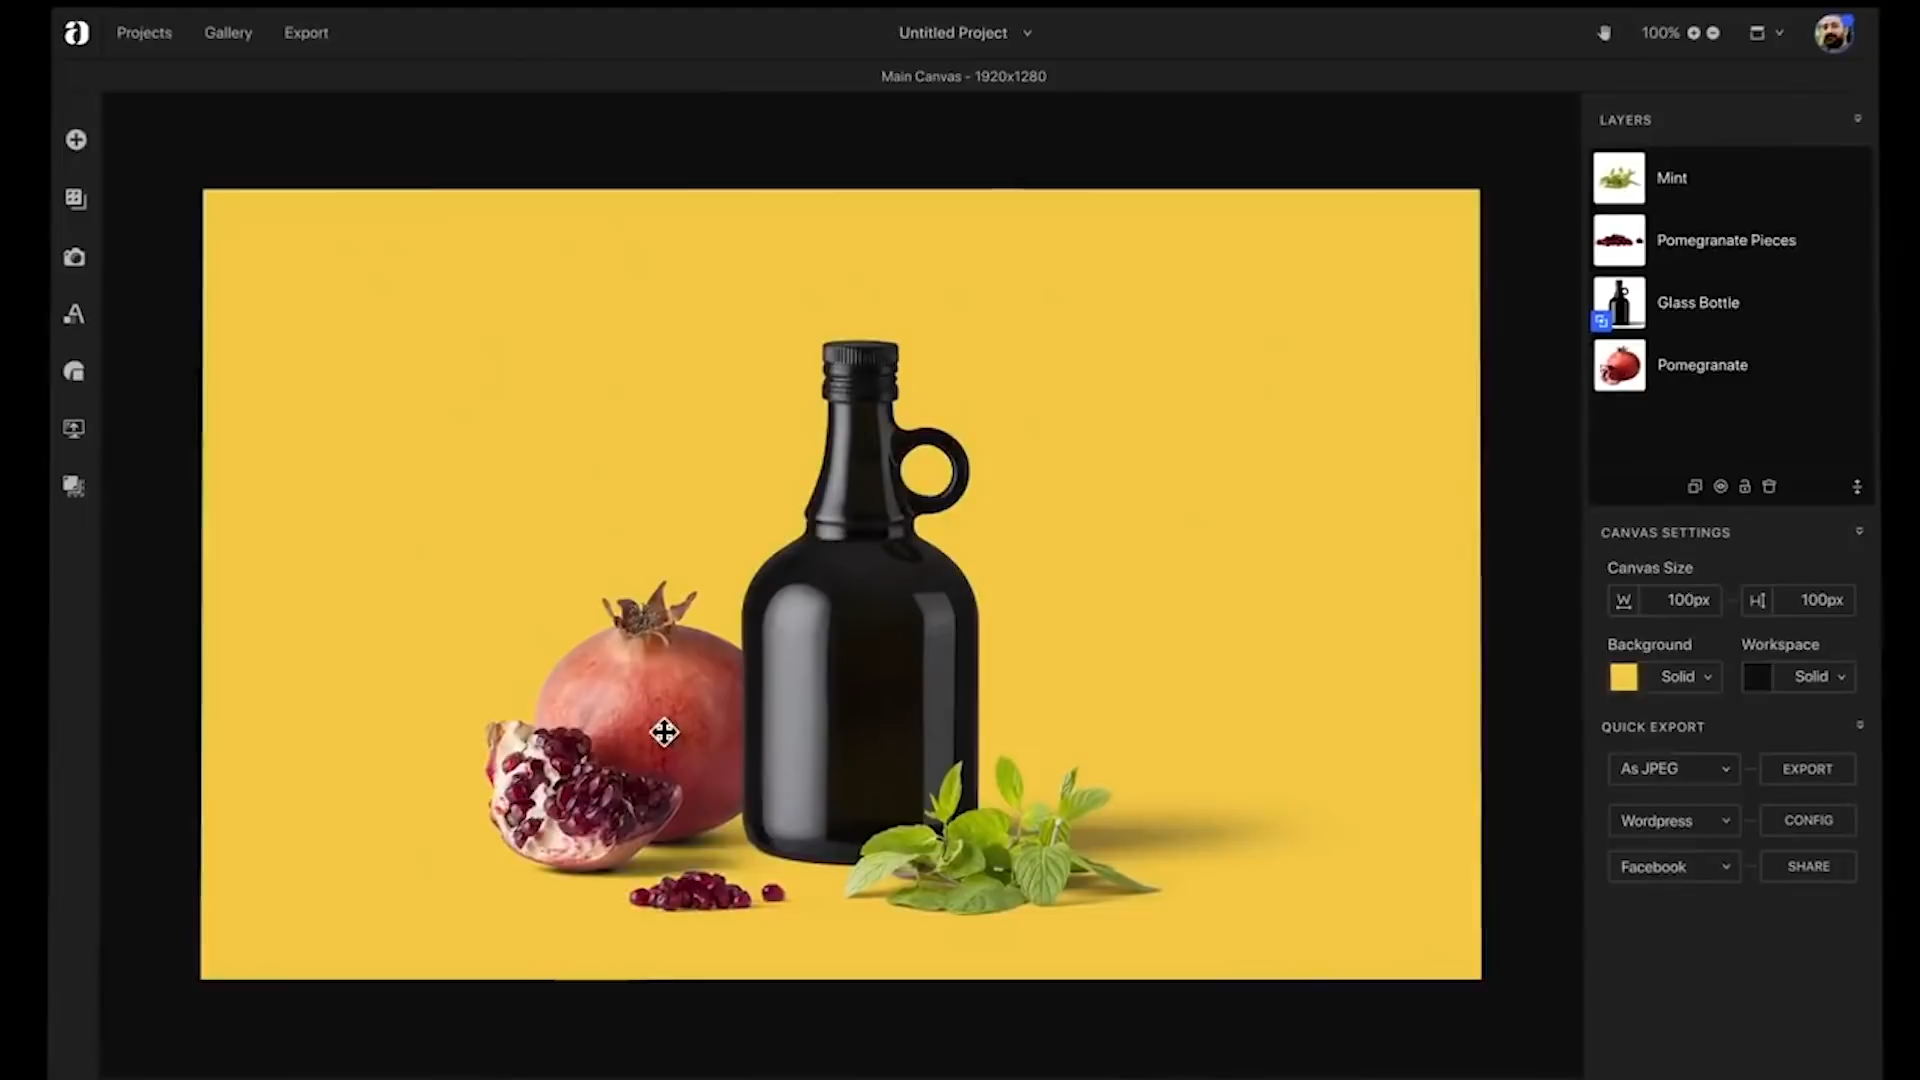 Projects Gallery Export
Untitled Project
100%
Main Canvas - 1920x1280
LAYERS
Mint
Pomegranate Pieces
Glass Bottle
Pomegranate
CANVAS SETTINGS
Canvas Size
W 100px H 100px
Background Workspace
Solid Solid
QUICK EXPORT
As JPEG EXPORT
Wordpress CONFIG
Facebook SHARE